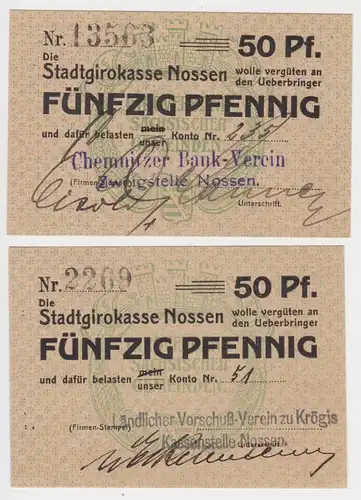 Nr. 13563
50 Pf.
Die
Stadtgirokasse Nossen
wolle vergüten an
den Ueberbringer
FÜNFZIG PFENNIG
und dafür belasten mein unser Konto Nr.
Chemnitzer Bank-Verein
(Firmen- Zweigstelle Nossen.
Unterschrift.
Nr. 2269
50 Pf.
Die
Stadtgirokasse Nossen
wolle vergüten an
den Ueberbringer
FÜNFZIG PFENNIG
und dafür belasten mein unser Konto Nr. 51
Ländlicher Vorschuß-Verein zu Krögis
(Firmen-Stempel)
Kassenstelle Nossen.